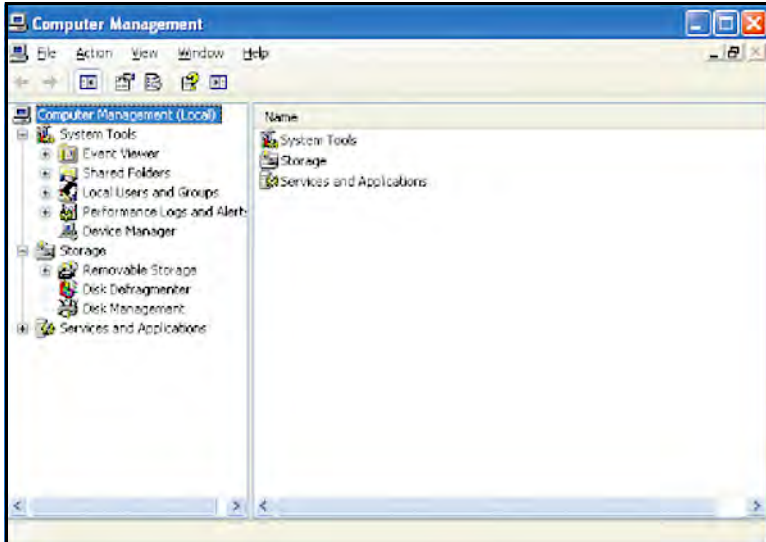 Computer Management
File Action View Window Help
Computer Management (Local)
System Tools
Event Viewer
Shared Folders
Local Users and Groups
Performance Logs and Alert
Device Manager
Storage
Removable Storage
Disk Defragmenter
Disk Management
Services and Applications
Name
System Tools
Storage
Services and Applications